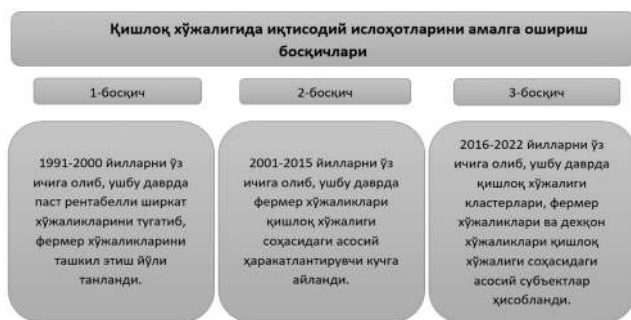 Қишлоқ хўжалигида иқтисодий ислоҳотларини амалга ошириш
босқичлари
1-босқич
2-босқич
3-босқич
1991-2000 йилларни ўз
ичига олиб, ушбу даврда
паст рентабелли ширкат
хўжаликларини тугатиб,
фермер хўжаликларини
ташкил этиш йўли
танланди.
2001-2015 йилларни ўз
ичига олиб, ушбу даврда
фермер хўжаликлари
қишлоқ хўжалиги
соҳасидаги асосий
ҳаракатлантирувчи кучга
айланди.
2016-2022 йилларни ўз
ичига олиб, ушбу даврда
қишлоқ хўжалиги
кластерлари, фермер
хўжаликлари ва дехқон
хўжаликлари қишлоқ
хўжалиги соҳасидаги
асосий субъектлар
ҳисобланди.